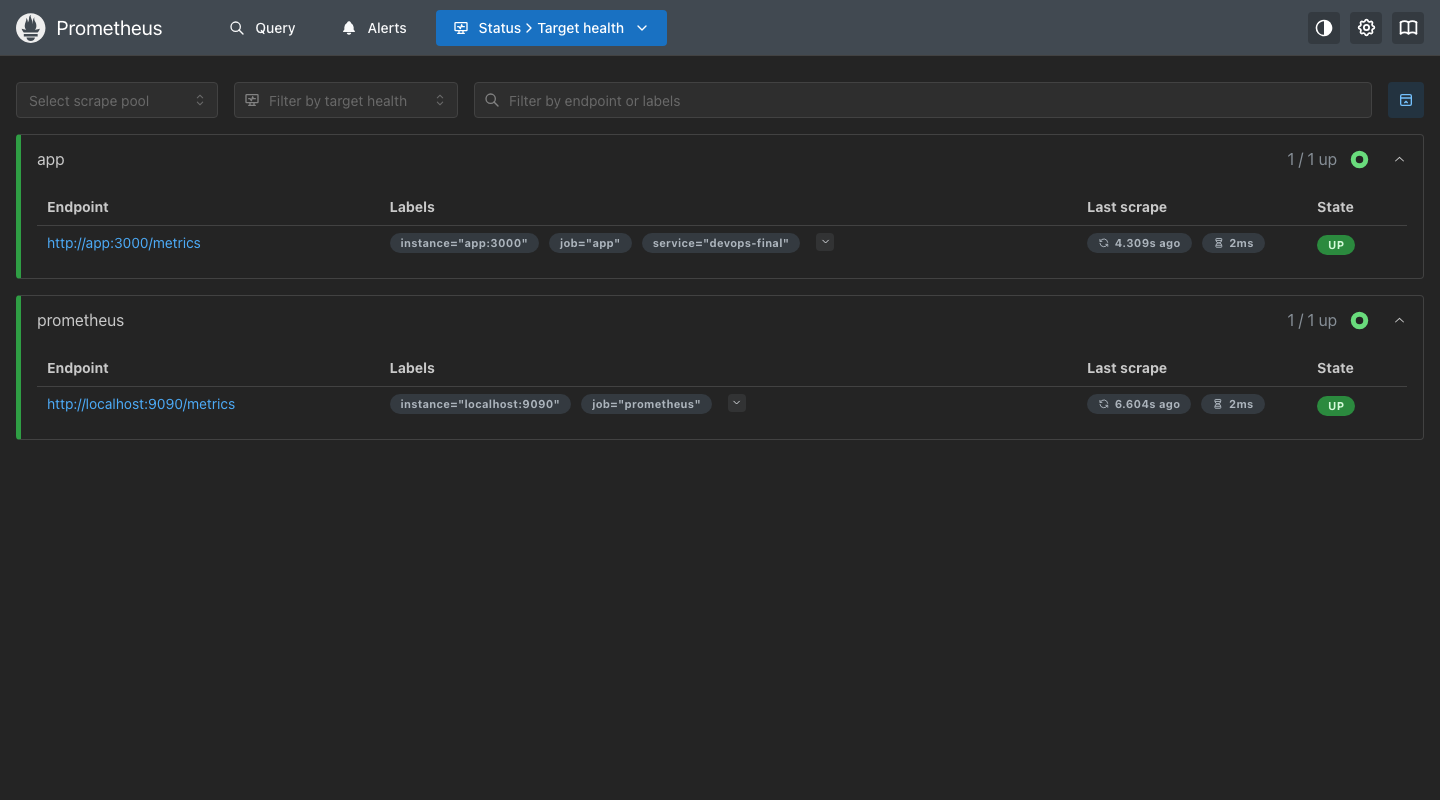 Prometheus Query Alerts Status > Target health
Select scrape pool Filter by target health Filter by endpoint or labels
app 1 / 1 up
Endpoint Labels Last scrape State
http://app:3000/metrics instance="app:3000" job="app" service="devops-final" 4.309s ago 2ms UP
prometheus 1 / 1 up
Endpoint Labels Last scrape State
http://localhost:9090/metrics instance="localhost:9090" job="prometheus" 6.604s ago 2ms UP